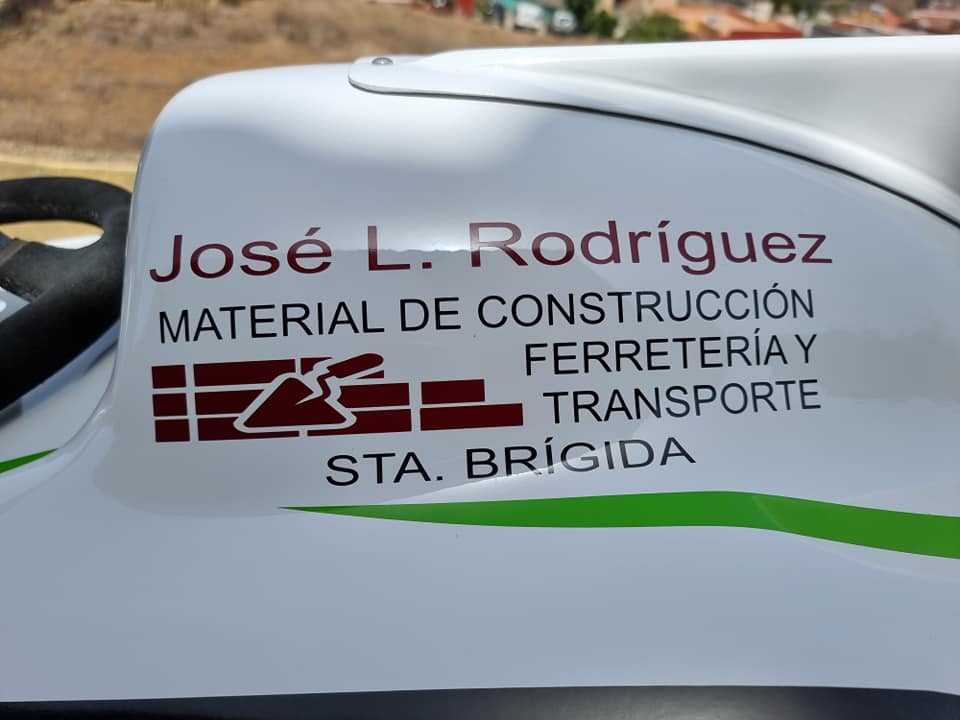 José L. Rodríguez
MATERIAL DE CONSTRUCCIÓN
FERRETERÍA Y
TRANSPORTE
STA. BRÍGIDA